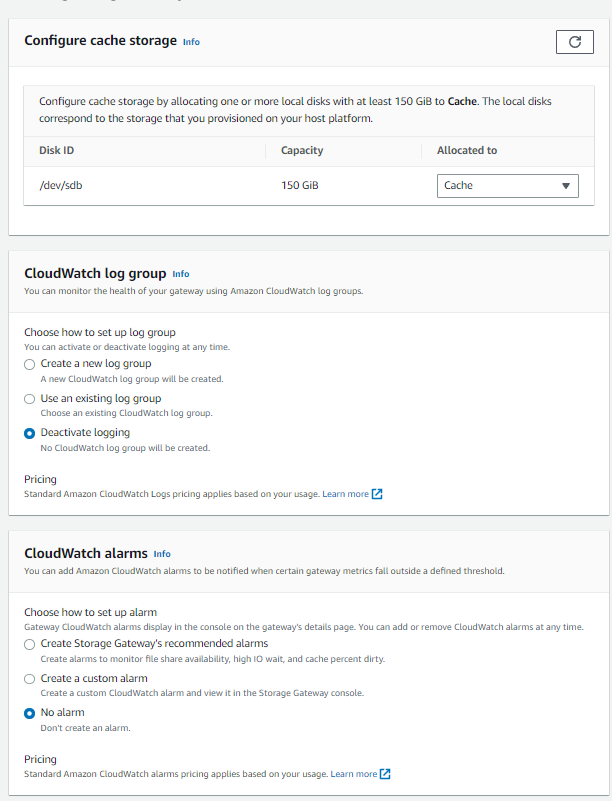 Configure cache storage Info
Configure cache storage by allocating one or more local disks with at least 150 GiB to Cache. The local disks
correspond to the storage that you provisioned on your host platform.
Disk ID Capacity Allocated to
/dev/sdb 150 GiB Cache
CloudWatch log group Info
You can monitor the health of your gateway using Amazon CloudWatch log groups.
Choose how to set up log group
You can activate or deactivate logging at any time.
Create a new log group
A new CloudWatch log group will be created.
Use an existing log group
Choose an existing CloudWatch log group.
Deactivate logging
No CloudWatch log group will be created.
Pricing
Standard Amazon CloudWatch Logs pricing applies based on your usage. Learn more
CloudWatch alarms Info
You can add Amazon CloudWatch alarms to be notified when certain gateway metrics fall outside a defined threshold.
Choose how to set up alarm
Gateway CloudWatch alarms display in the console on the gateway's details page. You can add or remove CloudWatch alarms at any time.
Create Storage Gateway's recommended alarms
Create alarms to monitor file share availability, high IO wait, and cache percent dirty.
Create a custom alarm
Create a custom CloudWatch alarm and view it in the Storage Gateway console.
No alarm
Don't create an alarm.
Pricing
Standard Amazon CloudWatch alarms pricing applies based on your usage. Learn more